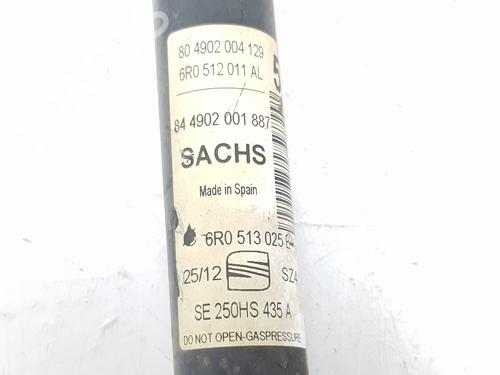 80 4902 004 129
6R0 512 011 AL
84 4902 001 887
SACHS
Made in Spain
6R0 513 025
25/12
SE 250HS 435 A
DO NOT OPEN-GASPRESSURE